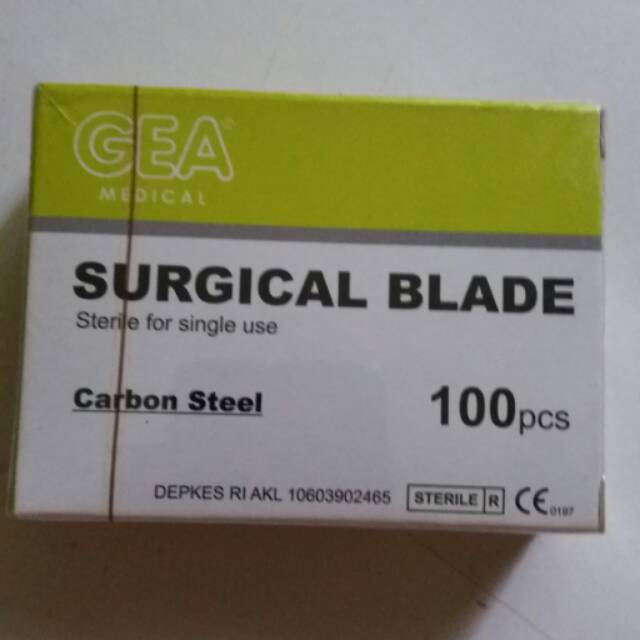 GEA®
MEDICAL
SURGICAL BLADE
Sterile for single use
Carbon Steel
100pcs
DEPKES RI AKL 10603902465 STERILE R CE 0197